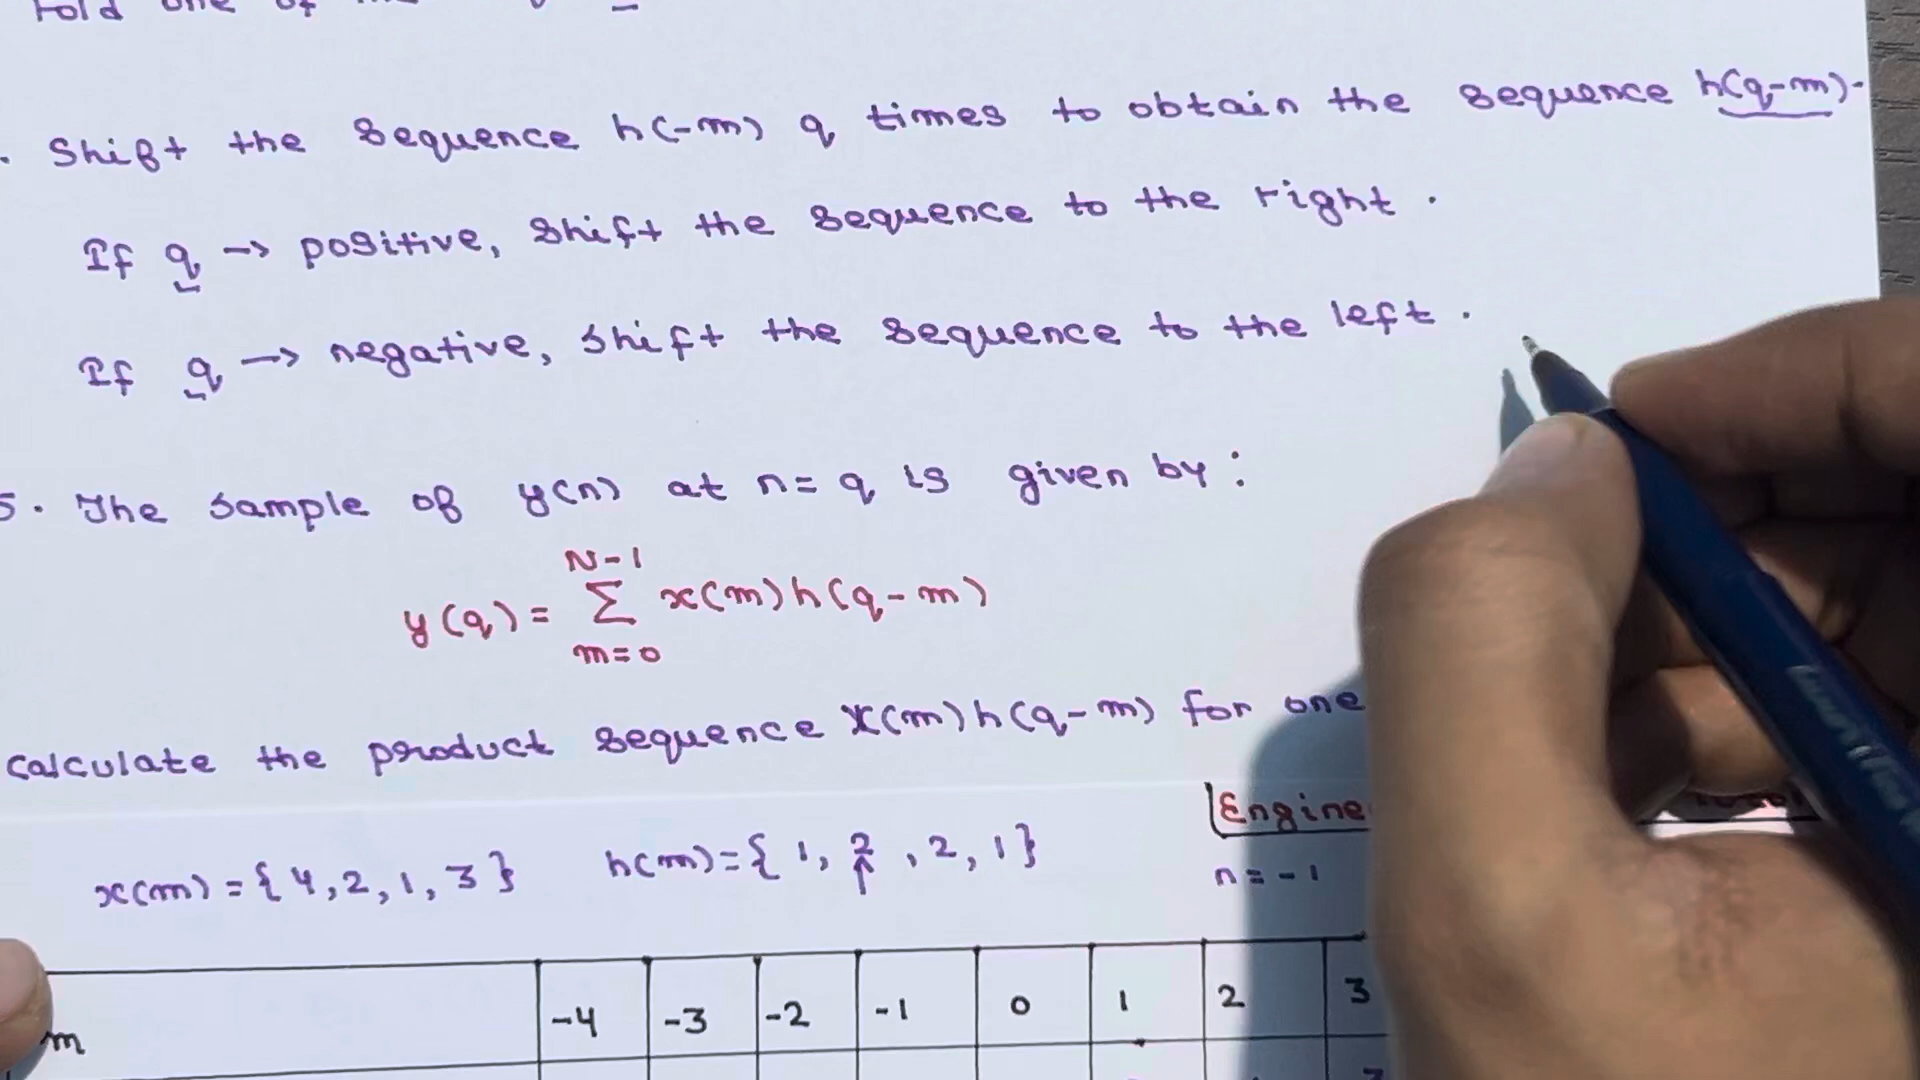 one of
. Shift the sequence h(-m) q times to obtain the sequence h(q-m).
If q → positive, shift the sequence to the right.
If q → negative, shift the sequence to the left.
5. The sample of y(n) at n= q is given by:
N-1
y(q) = Σ x(m)h(q-m)
m=0
calculate the product sequence x(m)h(q-m) for one
Engine
x(m) = {4,2,1,3} h(m) = {1, 2, 2, 1}
↑
n = -1
m -4 -3 -2 -1 0 1 2 3